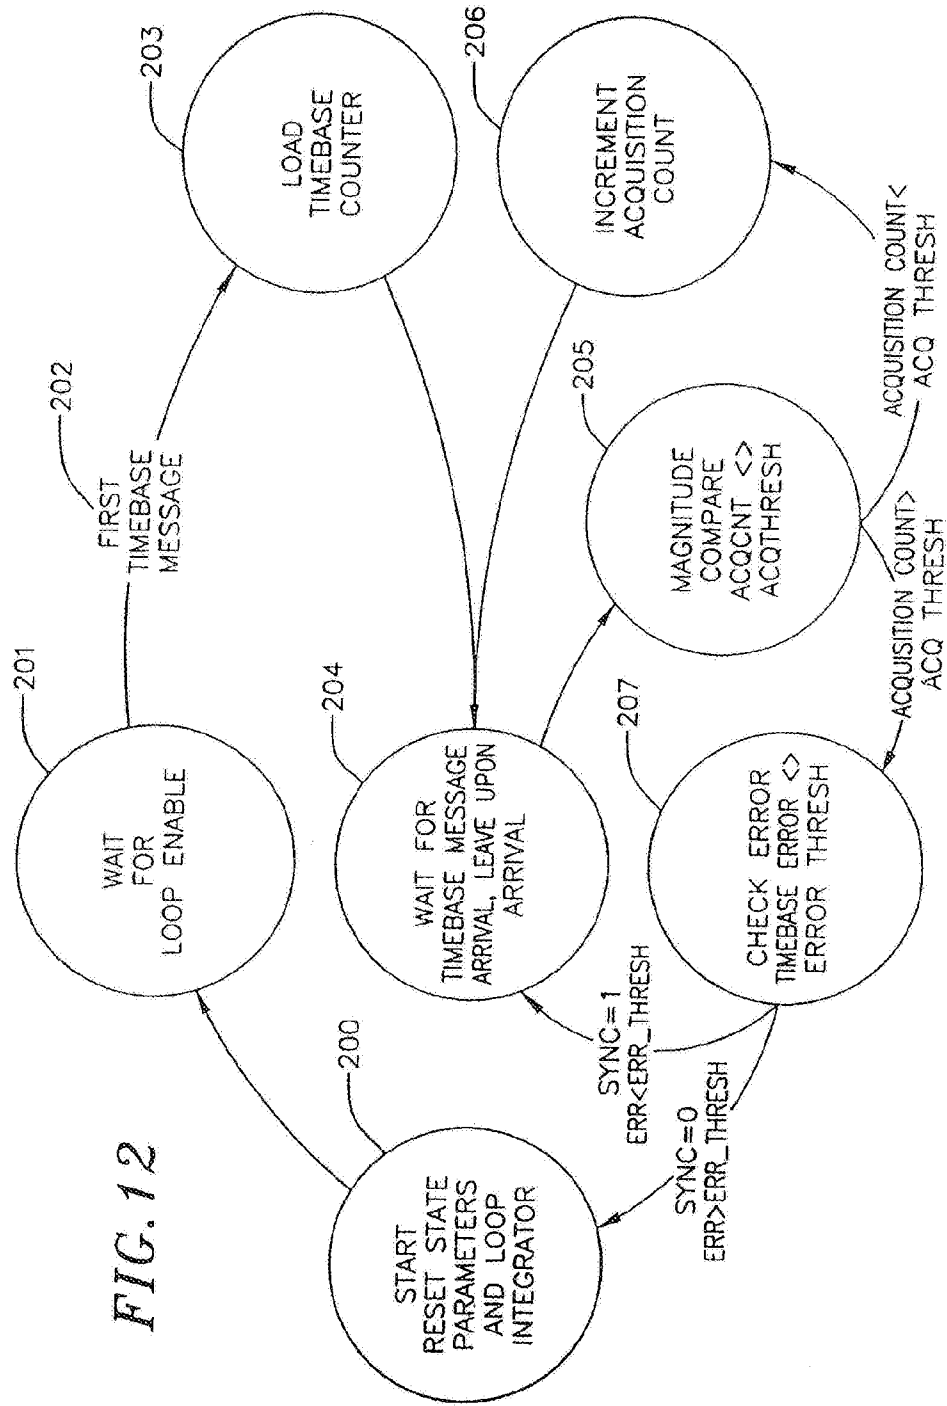 FIG. 12
START
RESET STATE
PARAMETERS
AND LOOP
INTEGRATOR
200
WAIT
FOR
LOOP ENABLE
201
FIRST
TIMEBASE
MESSAGE
202
LOAD
TIMEBASE
COUNTER
203
WAIT FOR
TIMEBASE MESSAGE
ARRIVAL, LEAVE UPON
ARRIVAL
204
MAGNITUDE
COMPARE
ACQCNT <>
ACQTHRESH
205
INCREMENT
ACQUISITION
COUNT
206
ACQUISITION COUNT<
ACQ THRESH
ACQUISITION COUNT>
ACQ THRESH
CHECK ERROR
TIMEBASE ERROR <>
ERROR THRESH
207
SYNC=1
ERR<ERR_THRESH
SYNC=0
ERR>ERR_THRESH